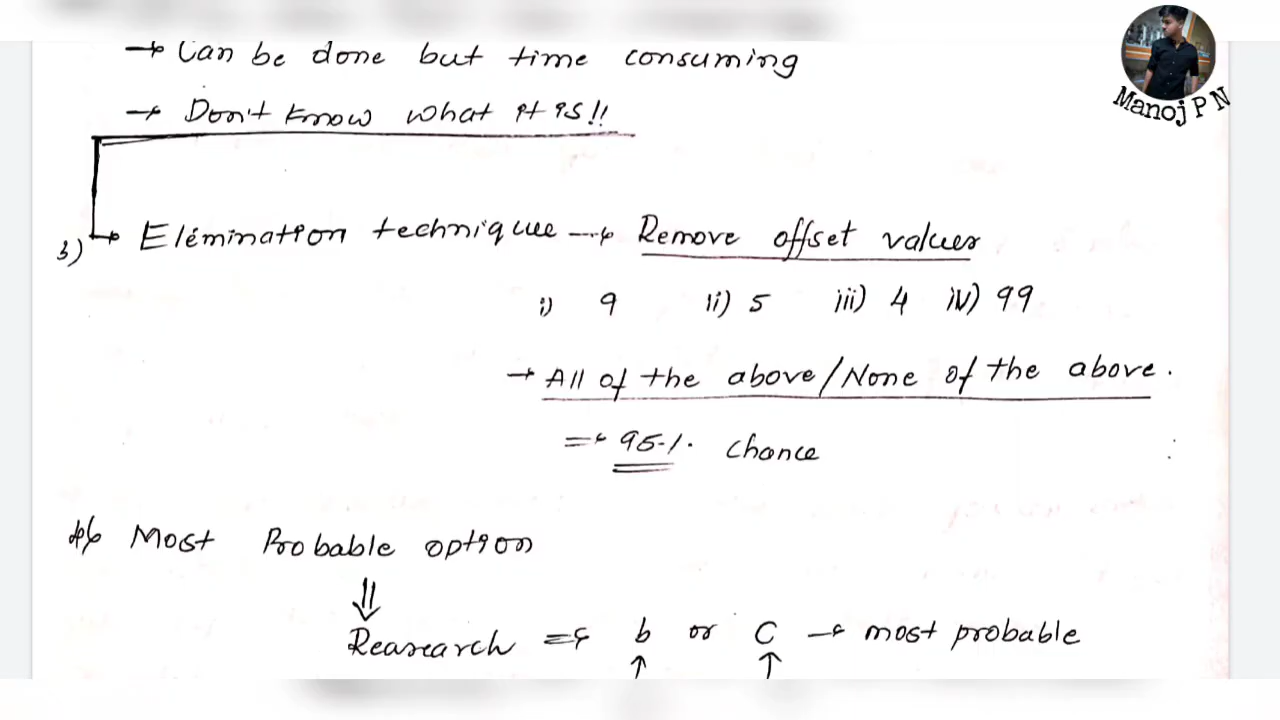 → Can be done but time consuming
→ Don't know what it is!!
Manoj P N
3) → Elimination technique → Remove offset values
i) 9 ii) 5 iii) 4 iv) 99
→ All of the above/None of the above.
⇒ 95%. chance
Most Probable option
⇓
Reasearch ⇒ b or C → most probable
↑ ↑